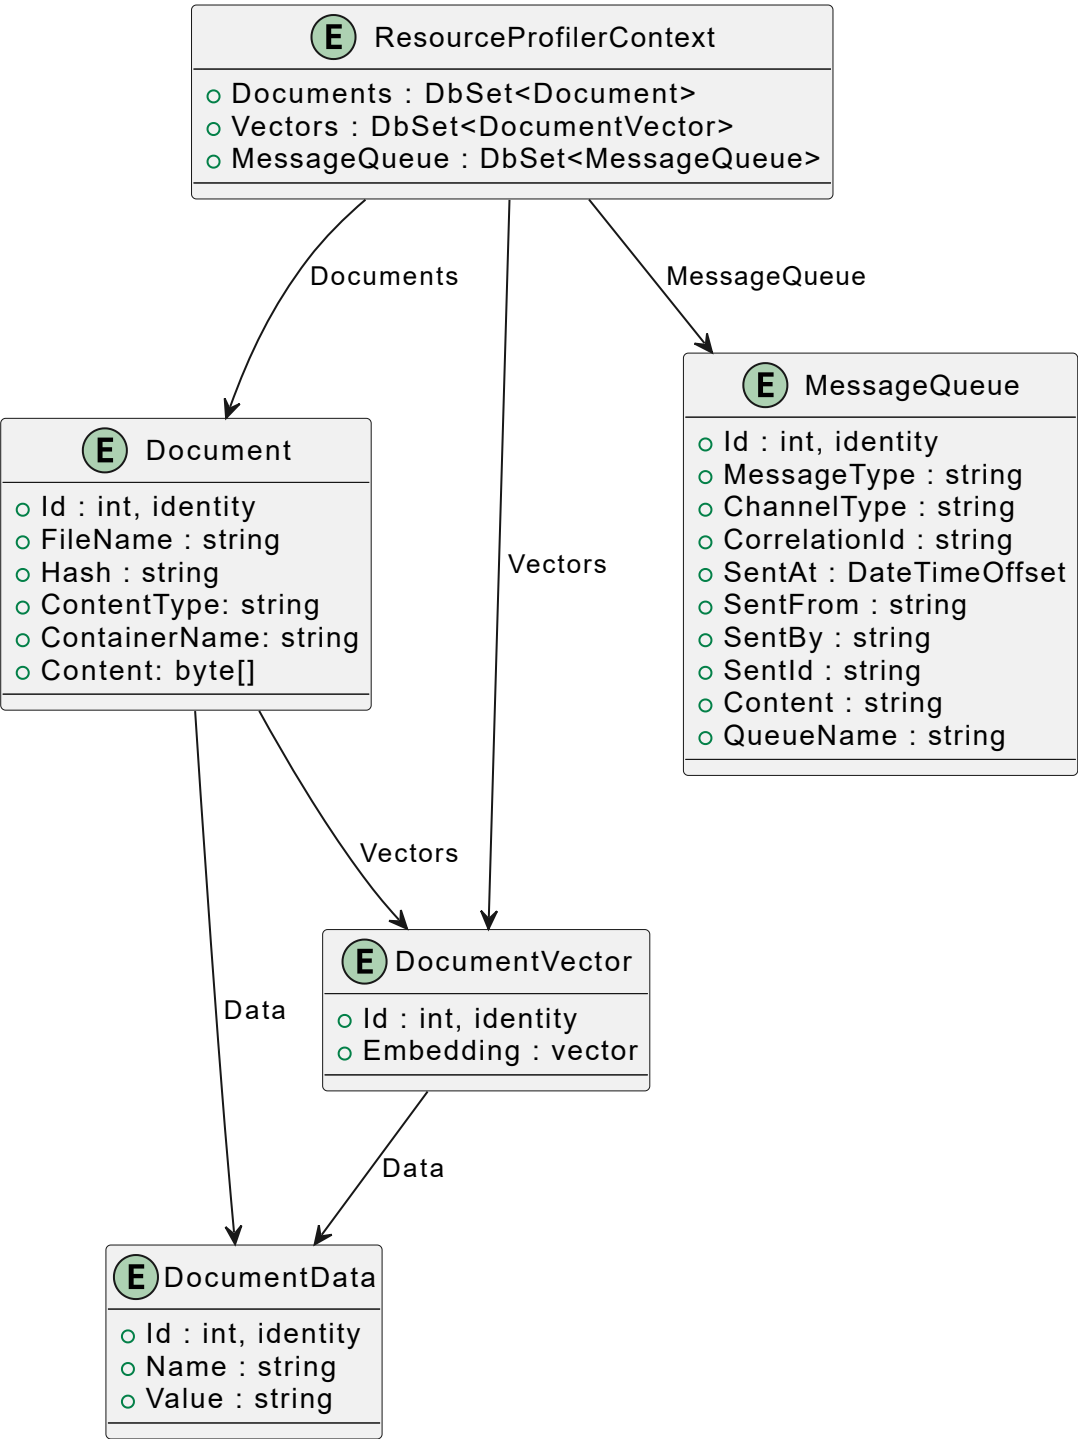 E ResourceProfilerContext
Documents : DbSet<Document>
Vectors : DbSet<DocumentVector>
MessageQueue : DbSet<MessageQueue>
Documents
MessageQueue
E MessageQueue
Id : int, identity
MessageType : string
ChannelType : string
CorrelationId : string
SentAt : DateTimeOffset
SentFrom : string
SentBy : string
SentId : string
Content : string
QueueName : string
E Document
Id : int, identity
FileName : string
Hash : string
ContentType: string
ContainerName: string
Content: byte[]
Vectors
Vectors
E DocumentVector
Id : int, identity
Embedding : vector
Data
Data
E DocumentData
Id : int, identity
Name : string
Value : string